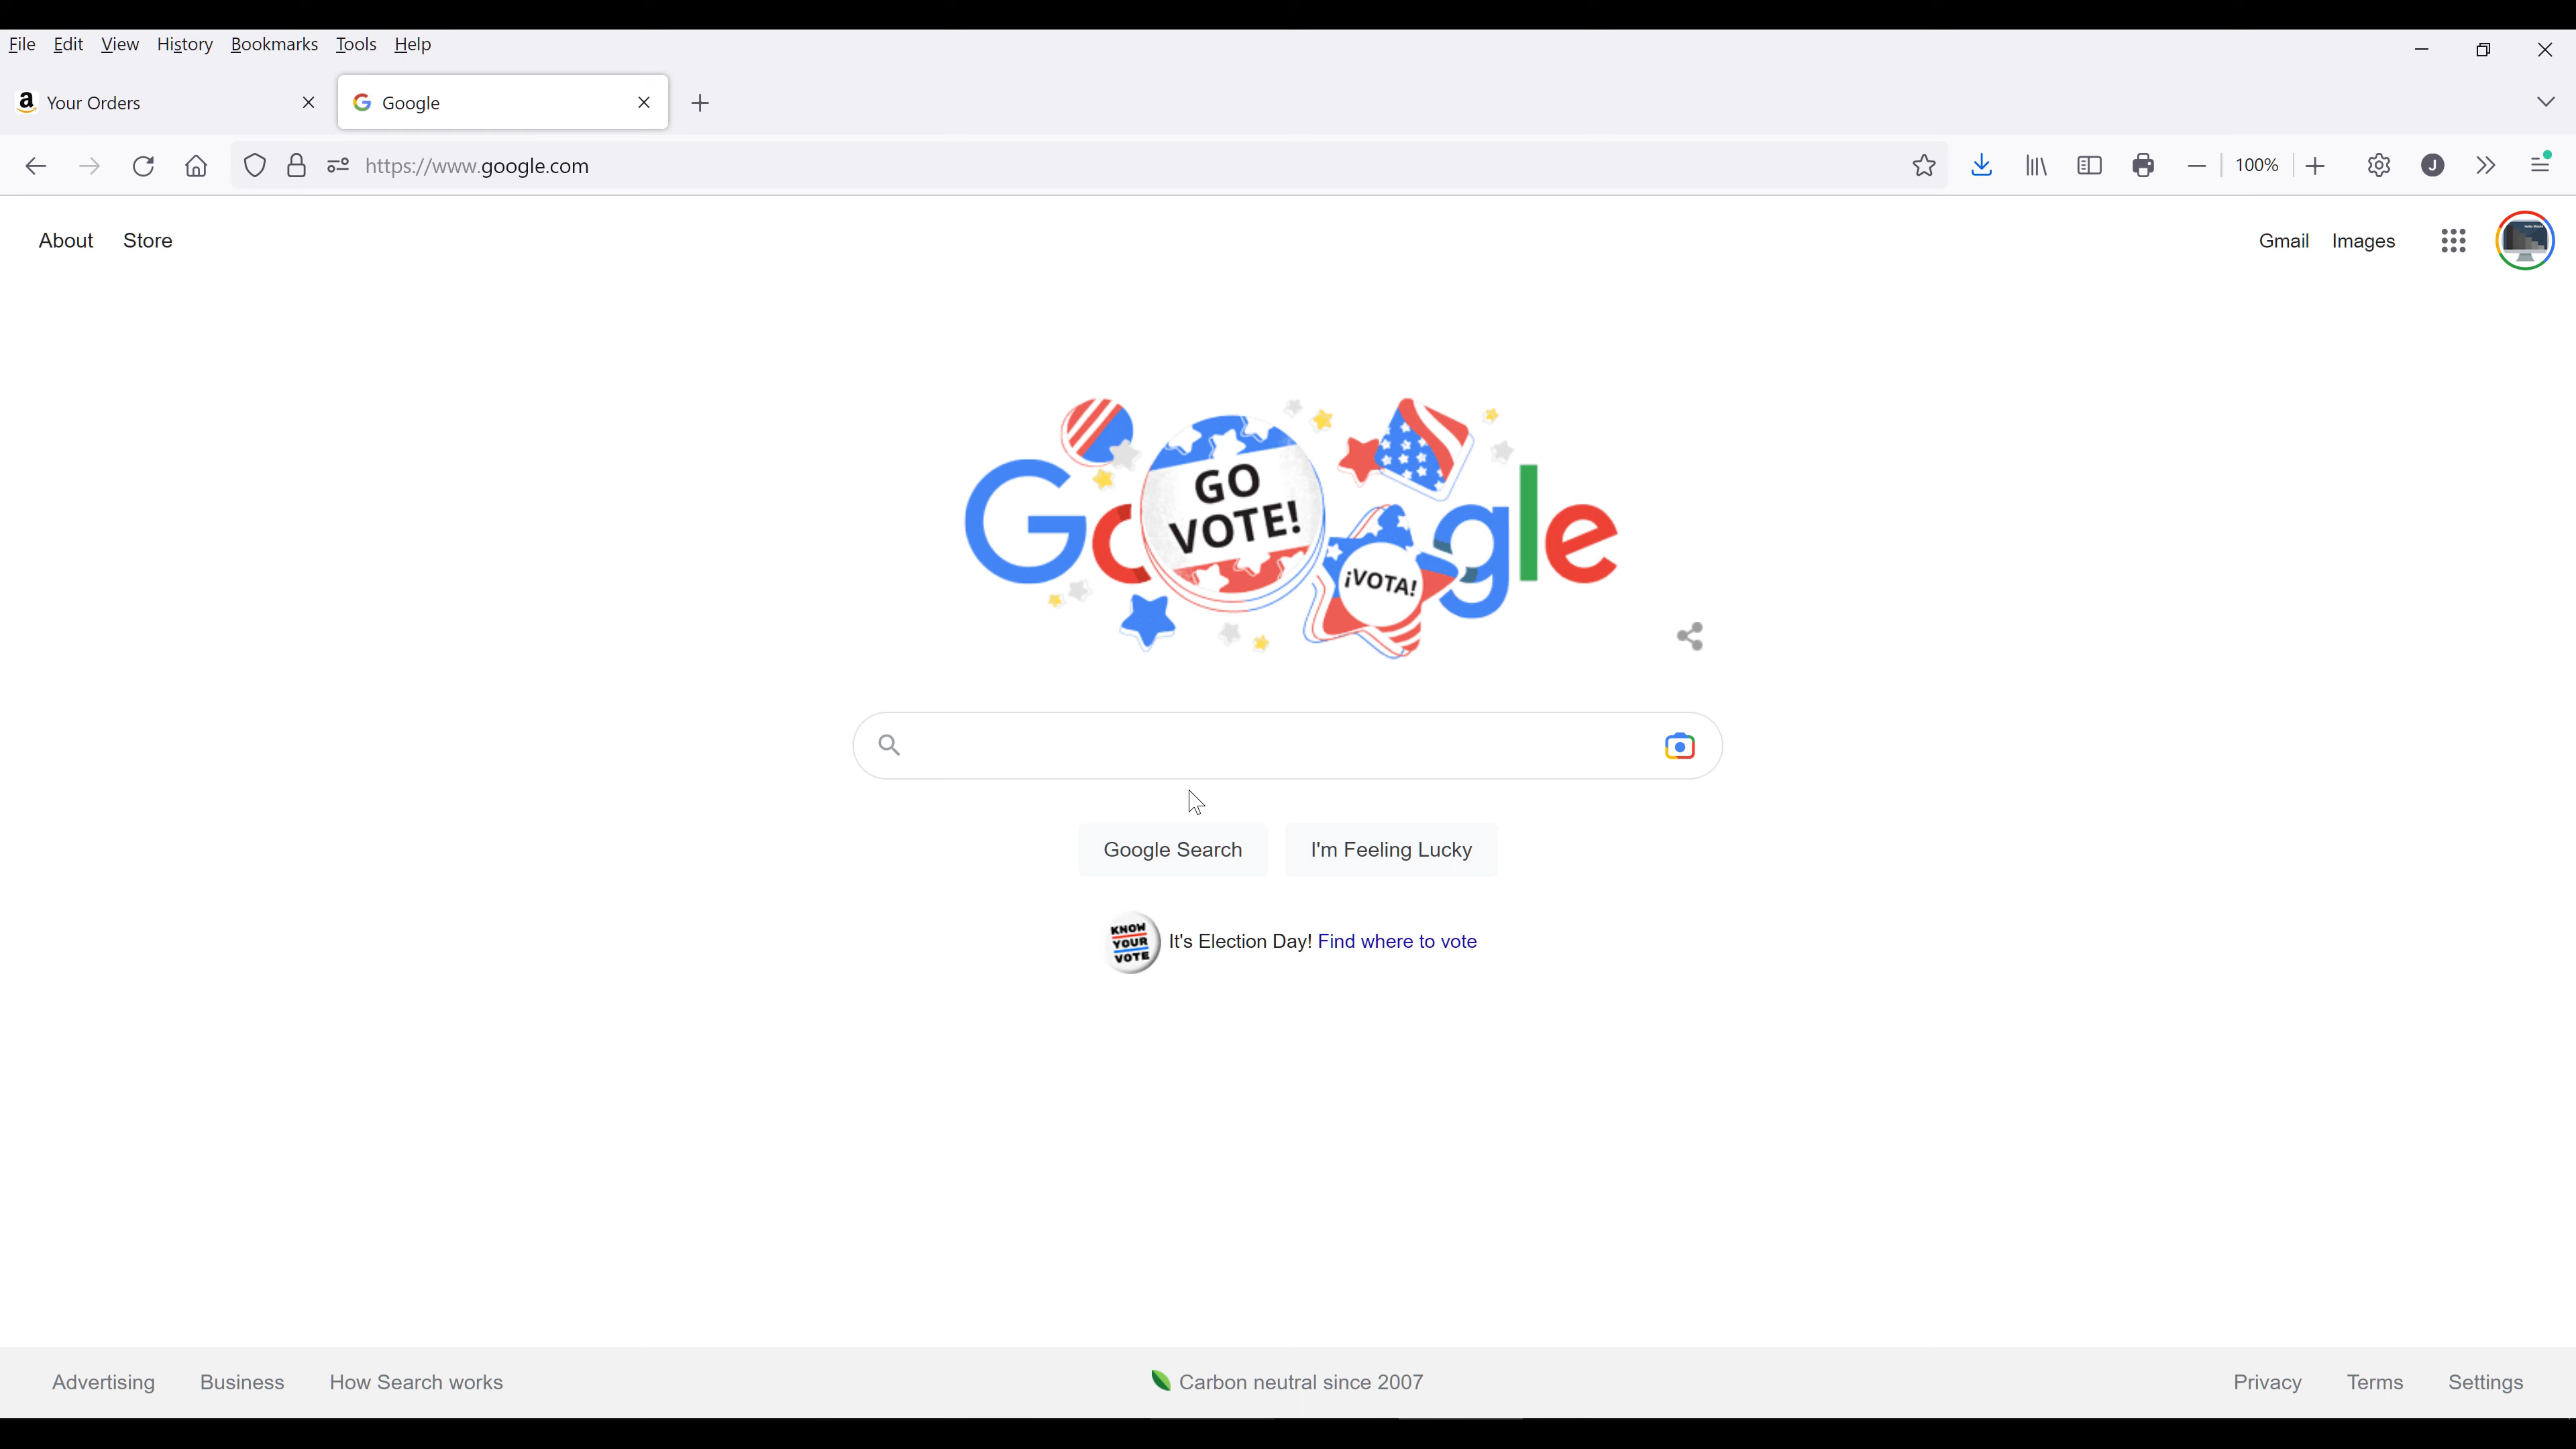 File Edit View History Bookmarks Tools Help
Your Orders
Google
https://www.google.com
100%
J
About Store
Gmail Images
Google
GO VOTE!
¡VOTA!
Google Search
I'm Feeling Lucky
KNOW YOUR VOTE
It's Election Day! Find where to vote
Advertising Business How Search works
Carbon neutral since 2007
Privacy Terms Settings